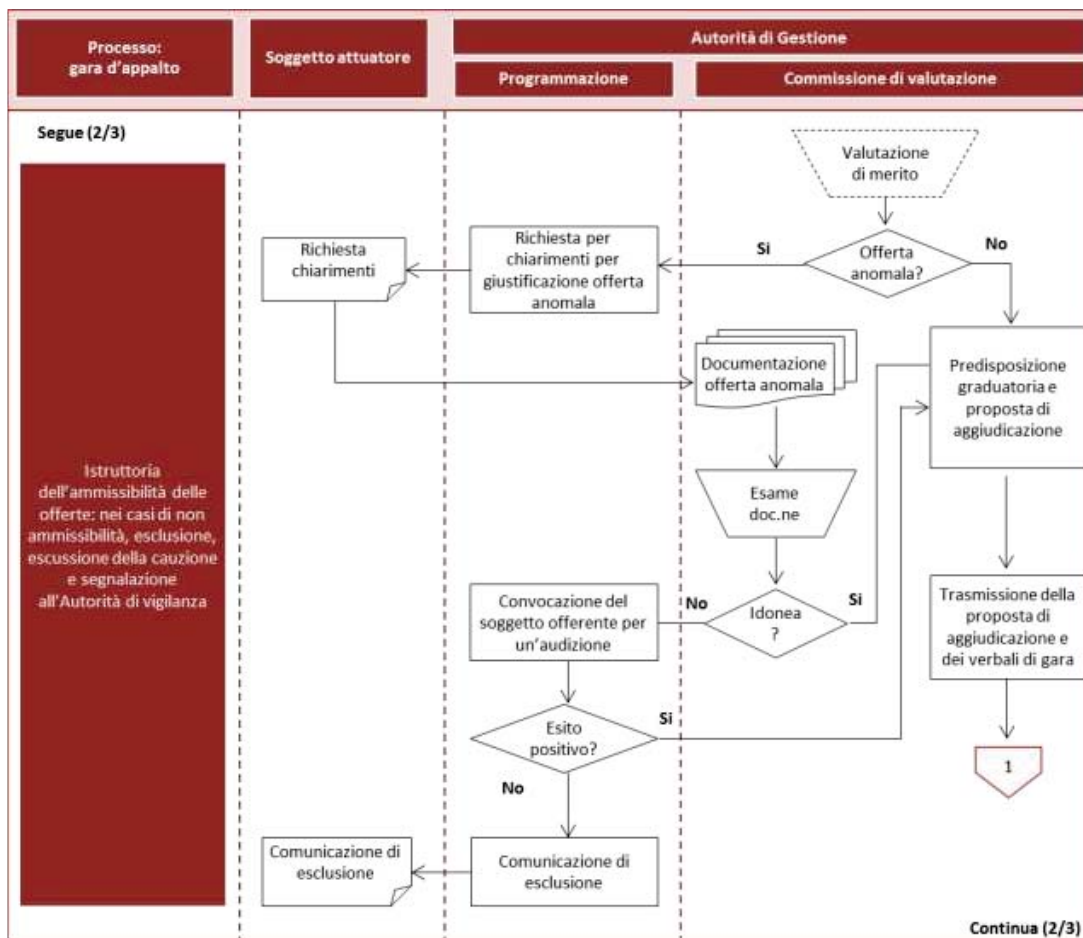 Processo:
gara d'appalto
Soggetto attuatore
Autorità di Gestione
Programmazione
Commissione di valutazione
Segue (2/3)
Valutazione
di merito
Richiesta
chiarimenti
Richiesta per
chiarimenti per
giustificazione offerta
anomala
Si
Offerta
anomala?
No
Documentazione
offerta anomala
Predisposizione
graduatoria e
proposta di
aggiudicazione
Istruttoria
dell'ammissibilità delle
offerte: nei casi di non
ammissibilità, esclusione,
escussione della cauzione
e segnalazione
all'Autorità di vigilanza
Esame
doc.ne
Convocazione del
soggetto offerente per
un'audizione
No
Idonea
?
Si
Trasmissione della
proposta di
aggiudicazione e
dei verbali di gara
Esito
positivo?
Si
No
1
Comunicazione di
esclusione
Comunicazione di
esclusione
Continua (2/3)